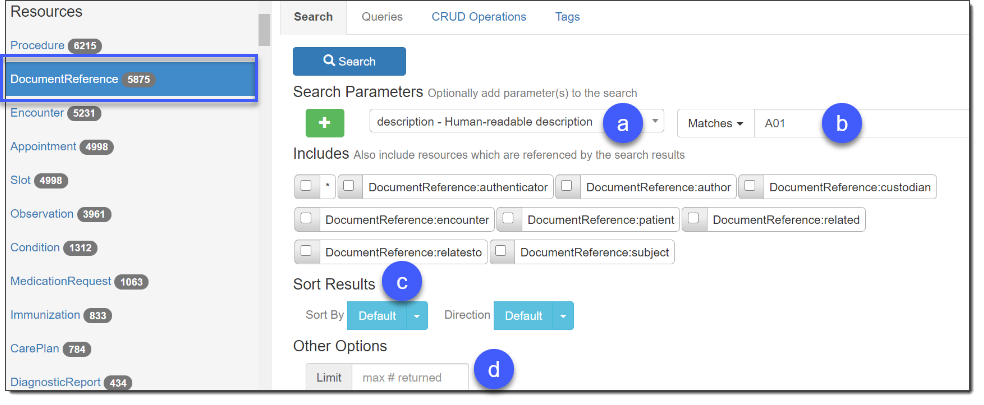 Resources
Procedure 6215
DocumentReference 5875
Encounter 5231
Appointment 4998
Slot 4998
Observation 3961
Condition 1312
MedicationRequest 1063
Immunization 833
CarePlan 784
DiagnosticReport 434
Search Queries CRUD Operations Tags
Search
Search Parameters Optionally add parameter(s) to the search
+ description - Human-readable description a Matches A01 b
Includes Also include resources which are referenced by the search results
* DocumentReference:authenticator DocumentReference:author DocumentReference:custodian
DocumentReference:encounter DocumentReference:patient DocumentReference:related
DocumentReference:relatesto DocumentReference:subject
Sort Results c
Sort By Default Direction Default
Other Options
Limit max # returned d